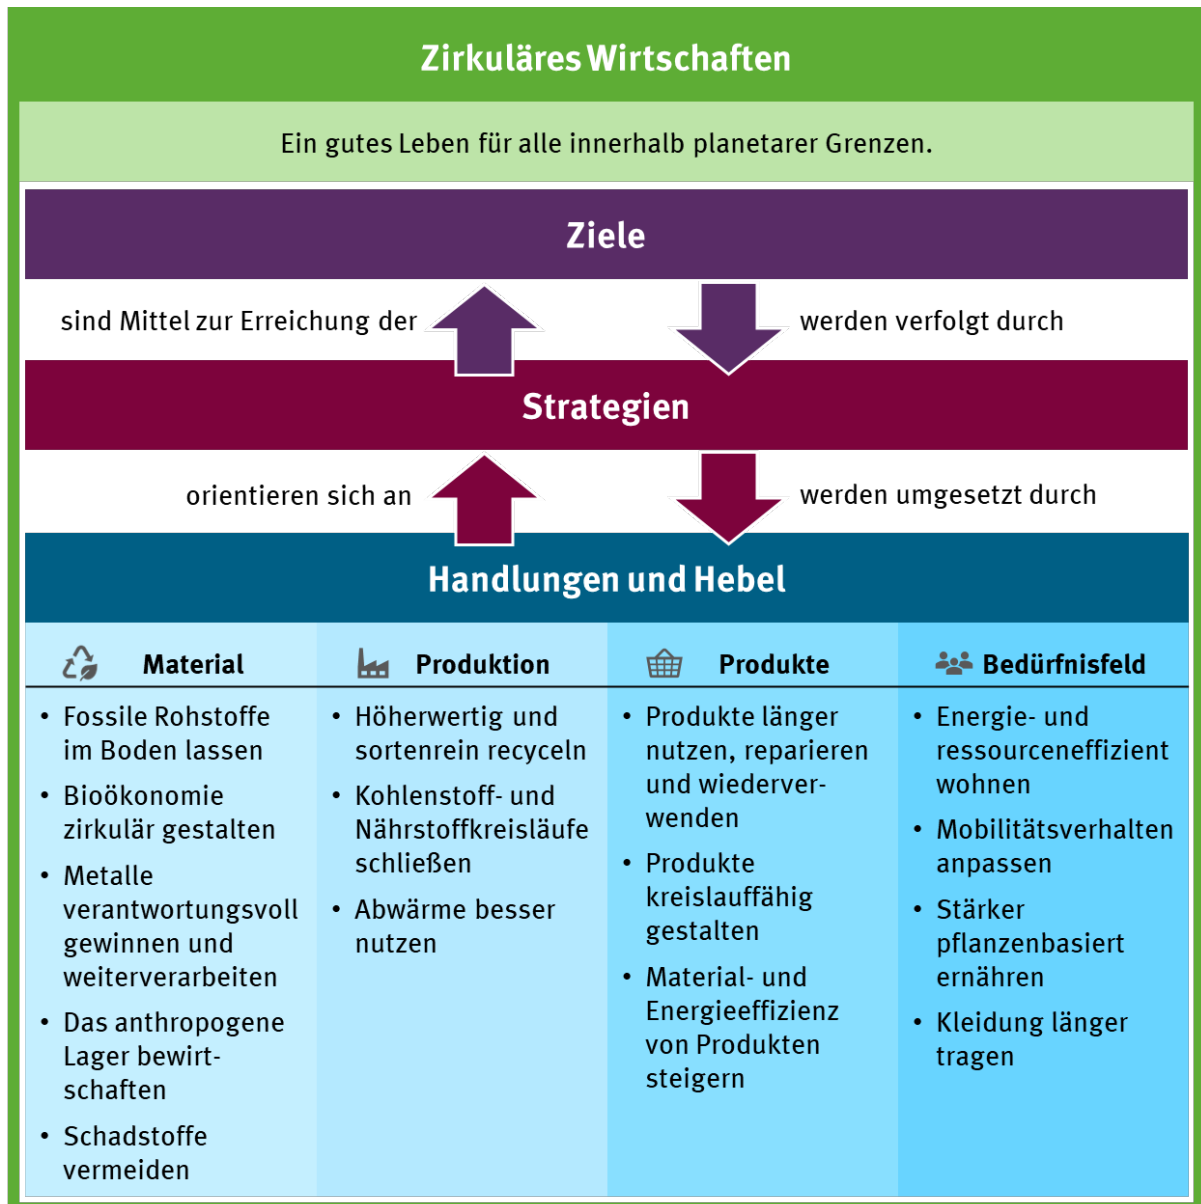 Zirkuläres Wirtschaften
Ein gutes Leben für alle innerhalb planetarer Grenzen.
Ziele
sind Mittel zur Erreichung der
werden verfolgt durch
Strategien
orientieren sich an
werden umgesetzt durch
Handlungen und Hebel
Material
• Fossile Rohstoffe
im Boden lassen
• Bioökonomie
zirkulär gestalten
• Metalle
verantwortungsvoll
gewinnen und
weiterverarbeiten
• Das anthropogene
Lager bewirt-
schaften
• Schadstoffe
vermeiden
Produktion
• Höherwertig und
sortenrein recyceln
• Kohlenstoff- und
Nährstoffkreisläufe
schließen
• Abwärme besser
nutzen
Produkte
• Produkte länger
nutzen, reparieren
und wiederver-
wenden
• Produkte
kreislauffähig
gestalten
• Material- und
Energieeffizienz
von Produkten
steigern
Bedürfnisfeld
• Energie- und
ressourceneffizient
wohnen
• Mobilitätsverhalten
anpassen
• Stärker
pflanzenbasiert
ernähren
• Kleidung länger
tragen